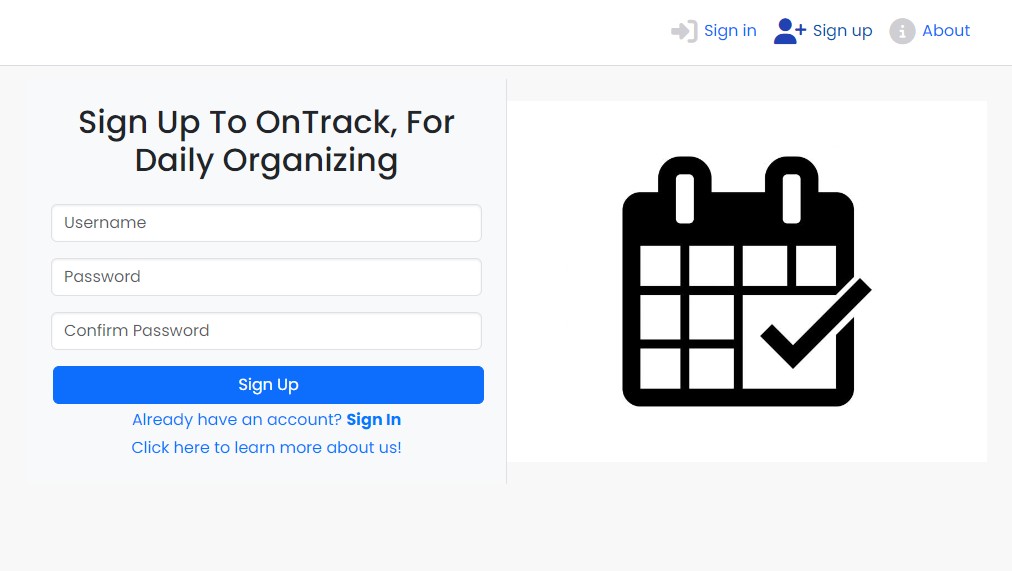 Sign in Sign up About
Sign Up To OnTrack, For
Daily Organizing
Username
Password
Confirm Password
Sign Up
Already have an account? Sign In
Click here to learn more about us!